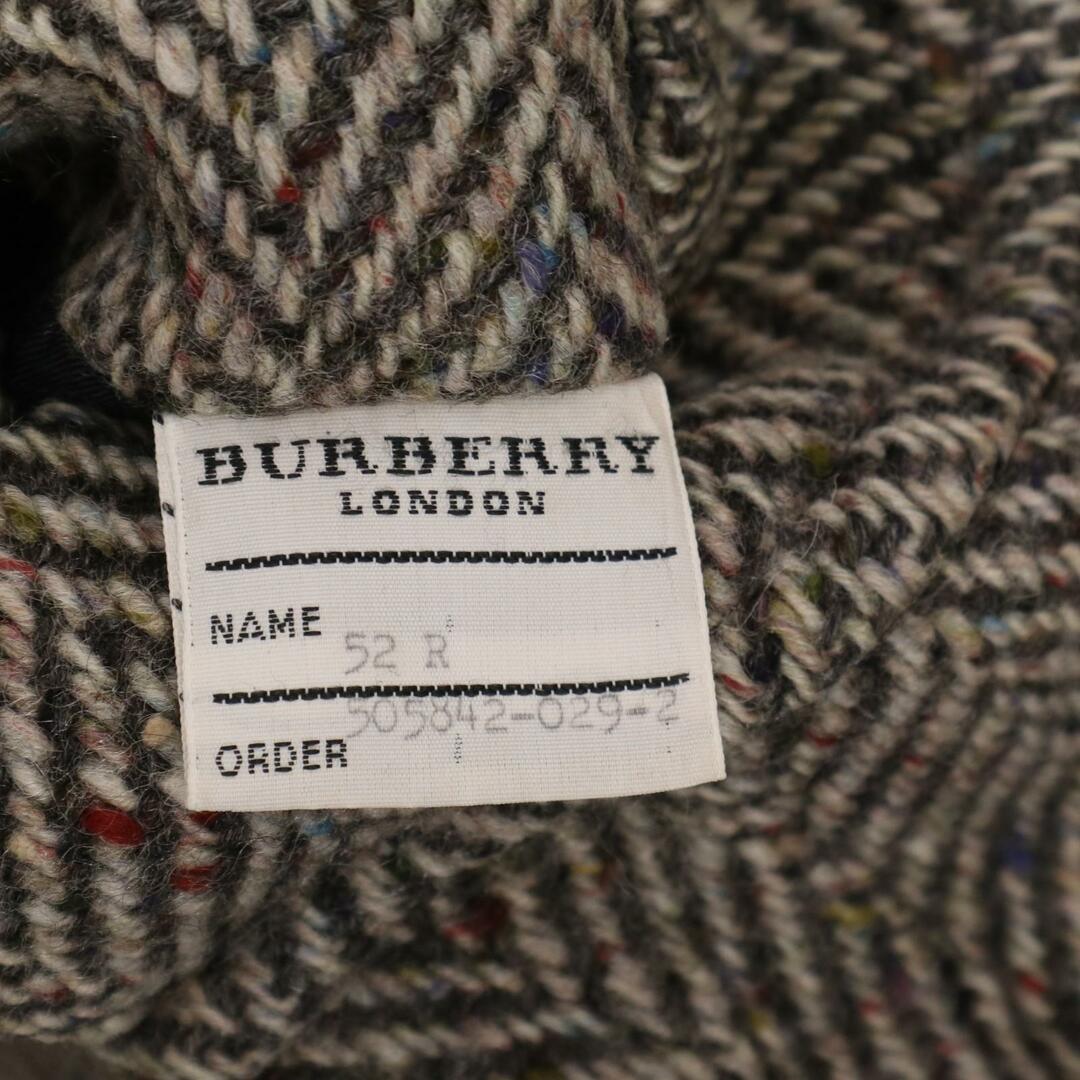 BURBERRY
LONDON
NAME
52 R
505842-029-2
ORDER